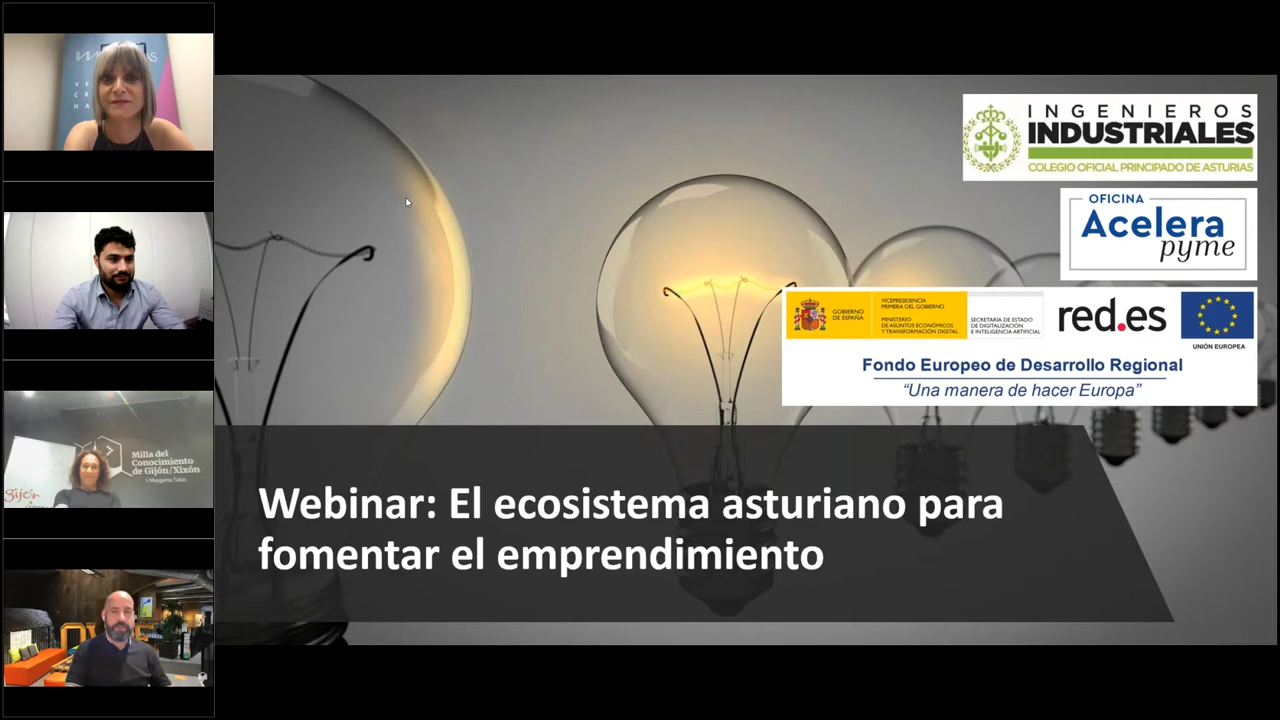 INGENIEROS
INDUSTRIALES
COLEGIO OFICIAL PRINCIPADO DE ASTURIAS
OFICINA
Acelera
pyme
GOBIERNO
DE ESPAÑA
VICEPRESIDENCIA
PRIMERA DEL GOBIERNO
MINISTERIO
DE ASUNTOS ECONÓMICOS
Y TRANSFORMACIÓN DIGITAL
SECRETARÍA DE ESTADO
DE DIGITALIZACIÓN
E INTELIGENCIA ARTIFICIAL
red.es
UNIÓN EUROPEA
Fondo Europeo de Desarrollo Regional
“Una manera de hacer Europa”
Webinar: El ecosistema asturiano para
fomentar el emprendimiento
Milla del
Conocimiento
de Gijón/Xixón
Margarita Salas
Gijón